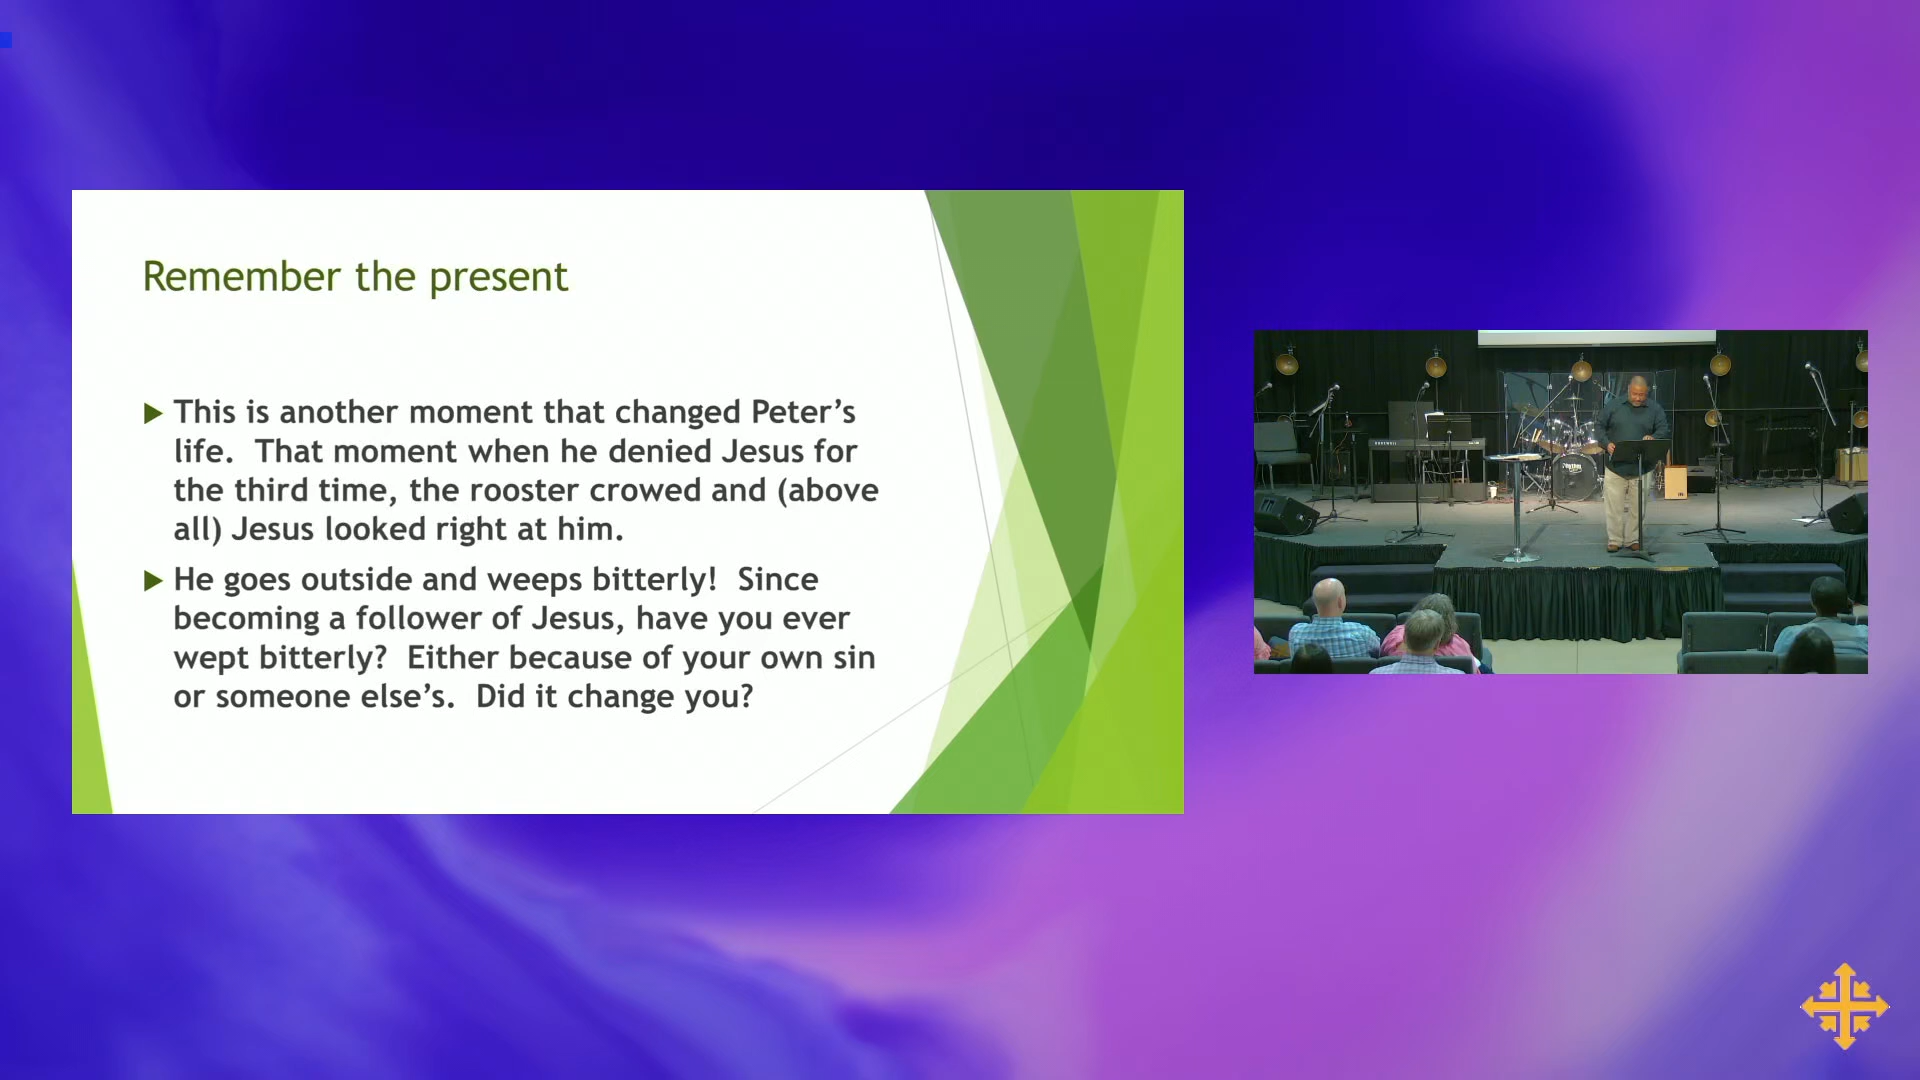 Remember the present
This is another moment that changed Peter’s
life.  That moment when he denied Jesus for
the third time, the rooster crowed and (above
all) Jesus looked right at him.
He goes outside and weeps bitterly!  Since
becoming a follower of Jesus, have you ever
wept bitterly?  Either because of your own sin
or someone else’s.  Did it change you?